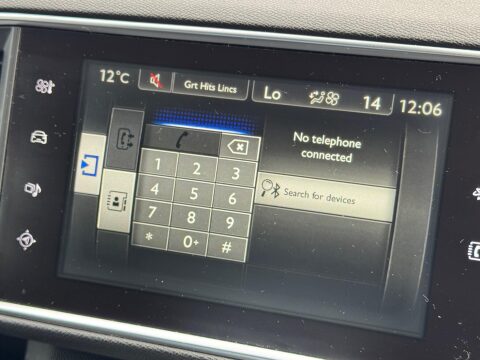 12°C Grt Hits Lincs Lo 14 12:06
No telephone
connected
Search for devices
1 2 3
4 5 6
7 8 9
* 0+ #